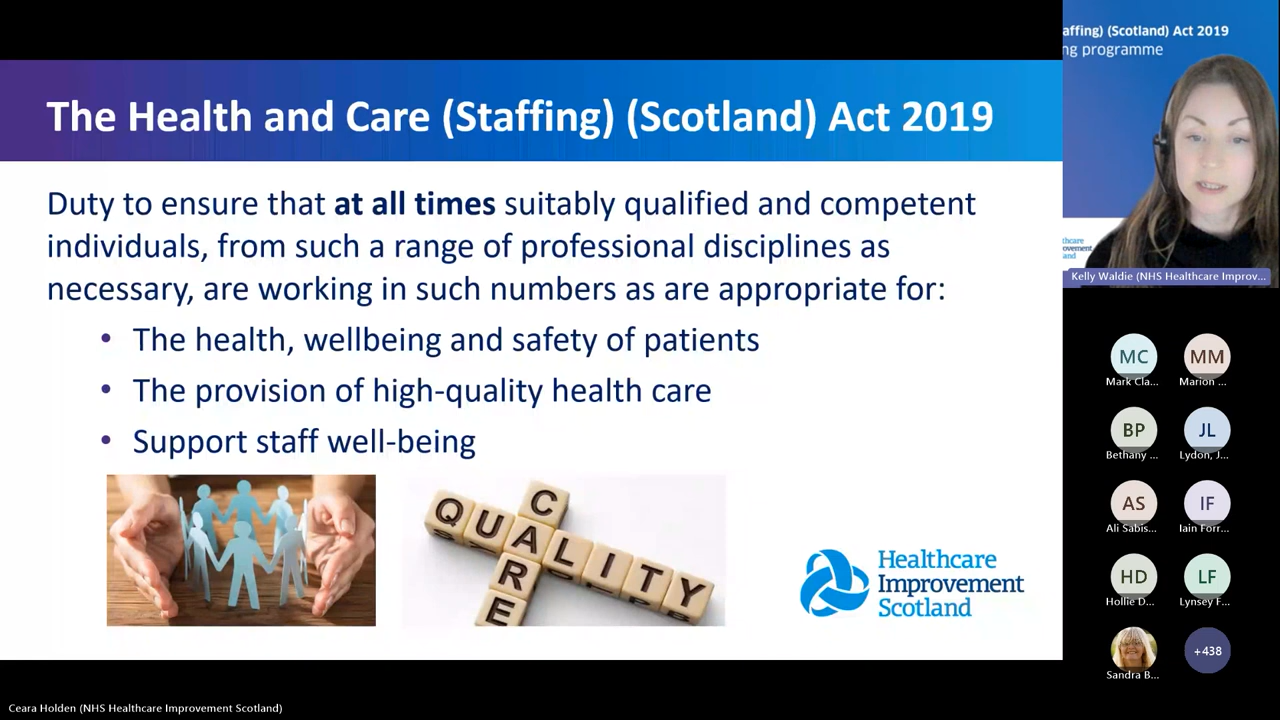 The Health and Care (Staffing) (Scotland) Act 2019
Duty to ensure that at all times suitably qualified and competent
individuals, from such a range of professional disciplines as
necessary, are working in such numbers as are appropriate for:
• The health, wellbeing and safety of patients
• The provision of high-quality health care
• Support staff well-being
QUALITY
CARE
Healthcare
Improvement
Scotland
affing) (Scotland) Act 2019
ng programme
lthcare
ovement
land
Kelly Waldie (NHS Healthcare Improv...
MC
MM
Mark Cla...
Marion ...
BP
JL
Bethany ...
Lydon, J...
AS
IF
Ali Sabis...
Iain Forr...
HD
LF
Hollie D...
Lynsey F...
Sandra B...
+438
Ceara Holden (NHS Healthcare Improvement Scotland)